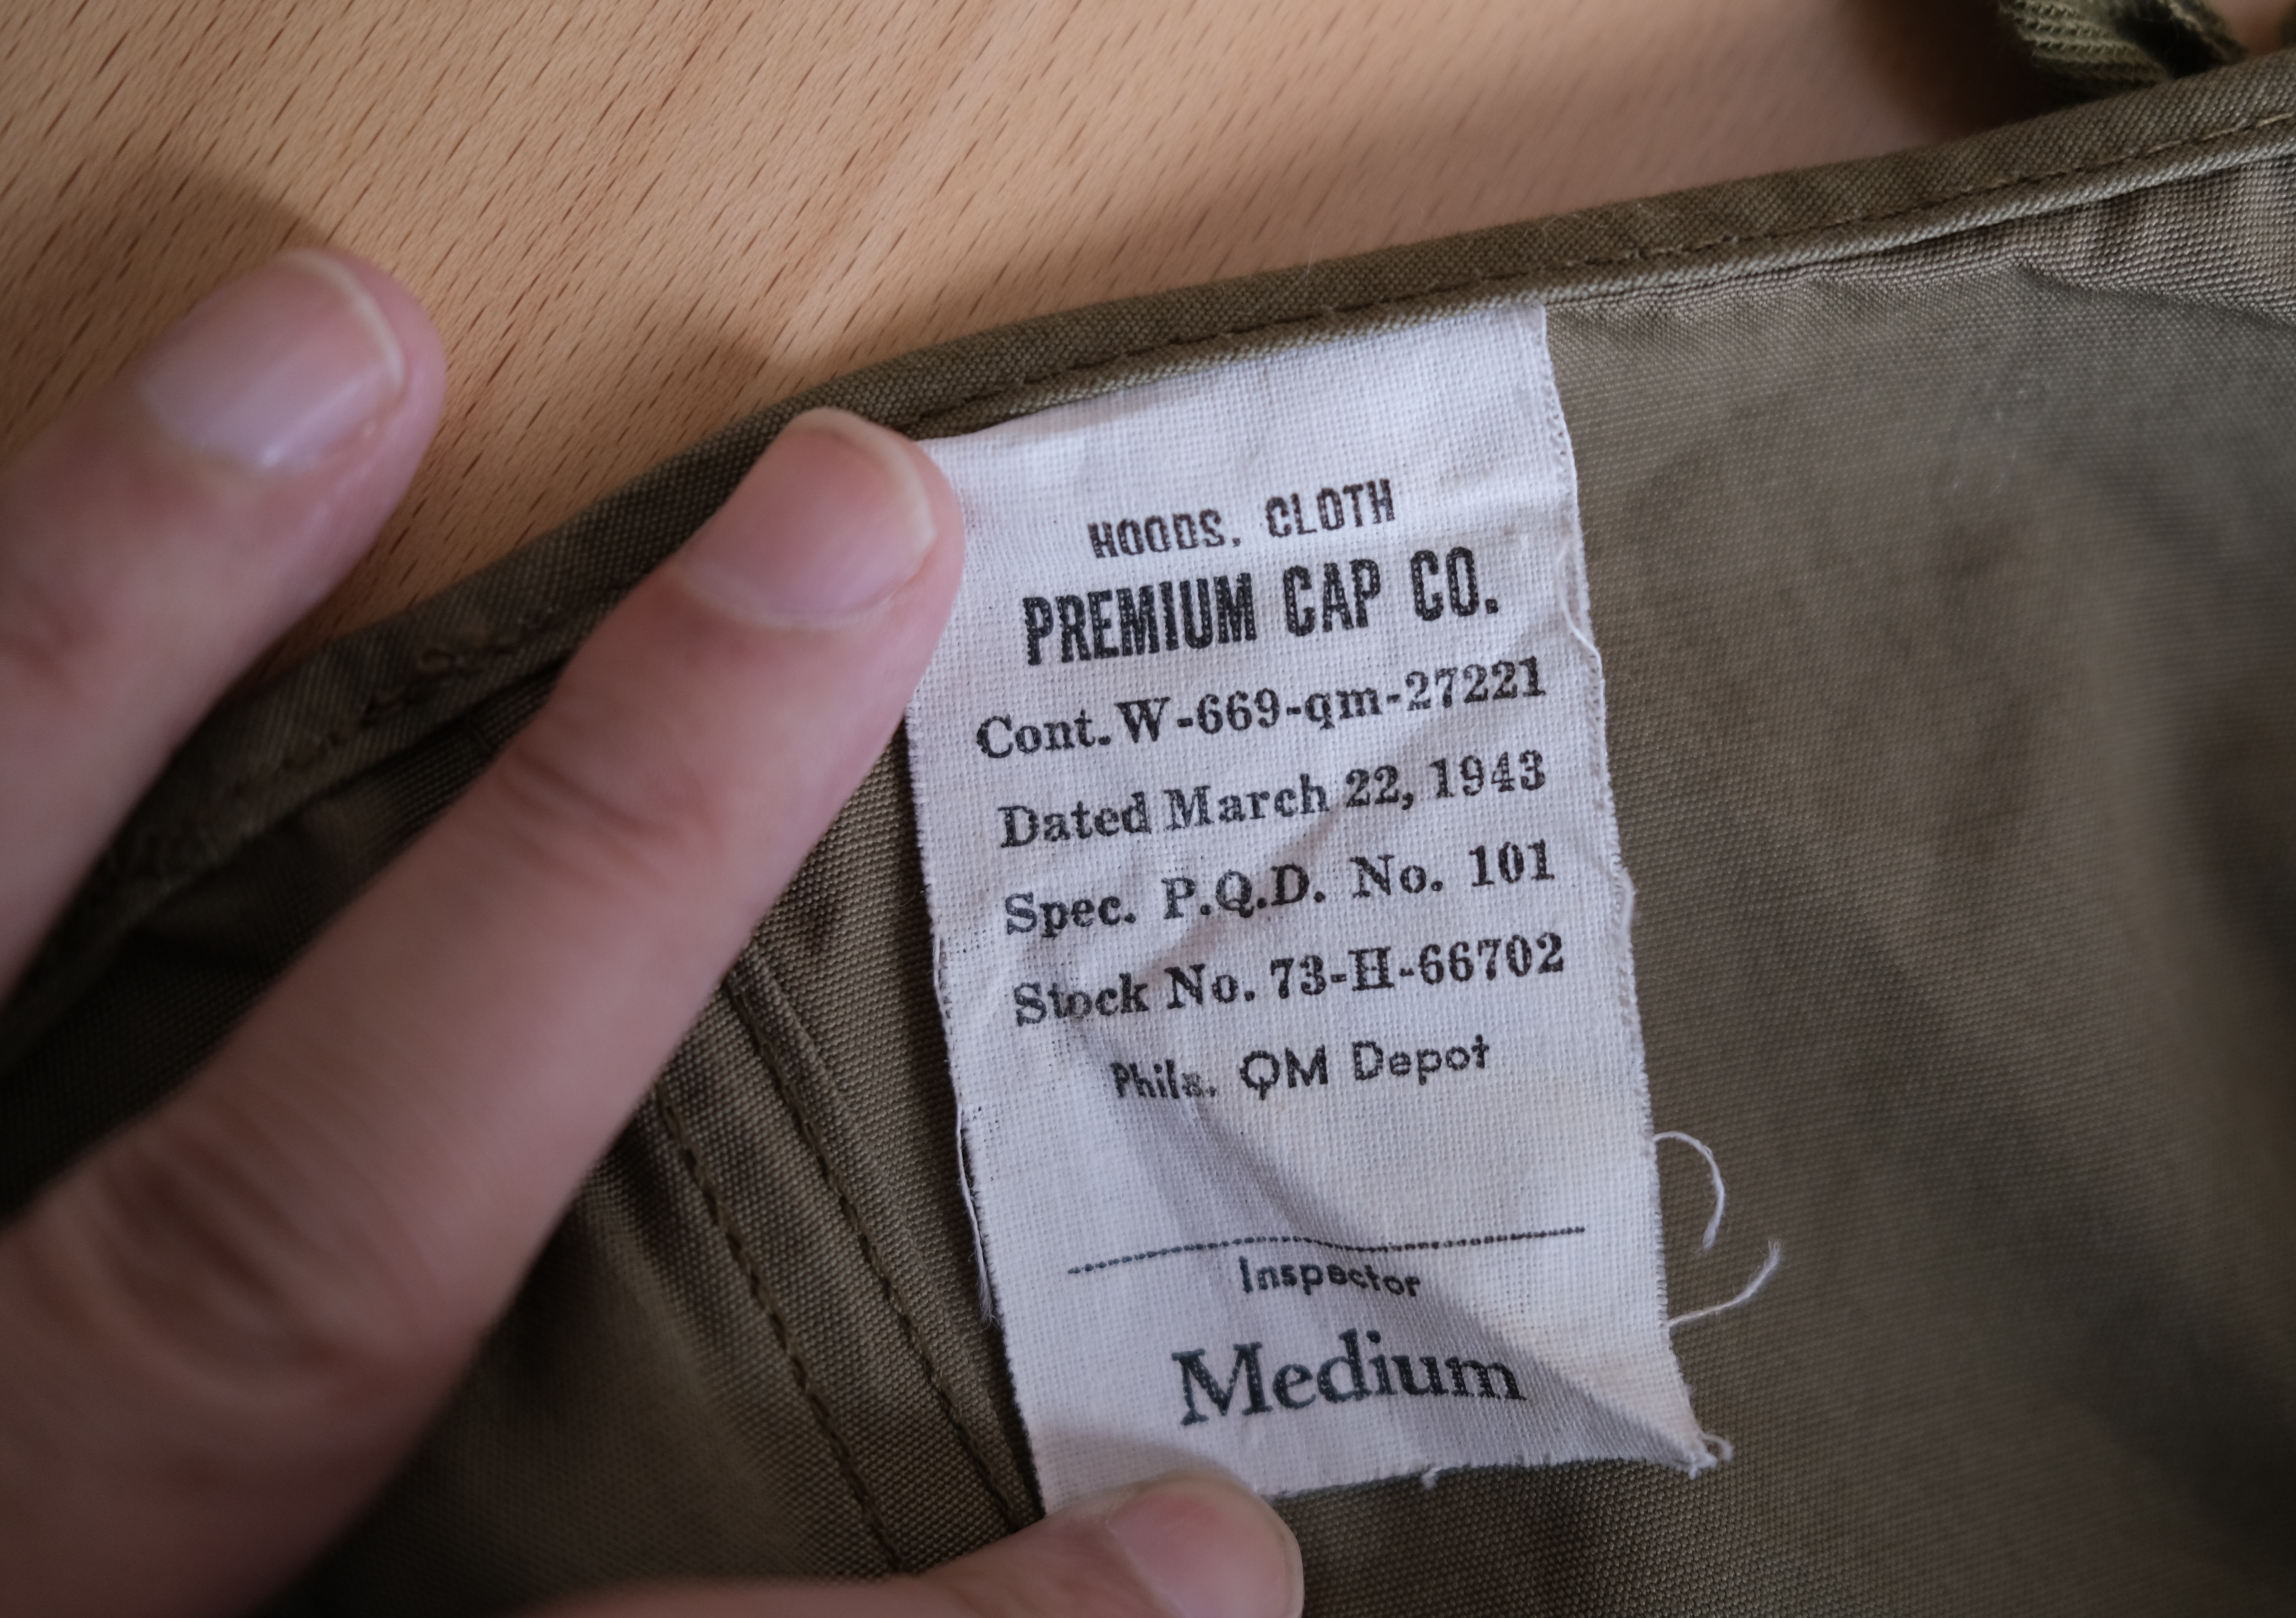 HOODS, CLOTH
PREMIUM CAP CO.
Cont. W-669-qm-27221
Dated March 22, 1943
Spec. P.Q.D. No. 101
Stock No. 73-H-66702
Phila. QM Depot
Inspector
Medium